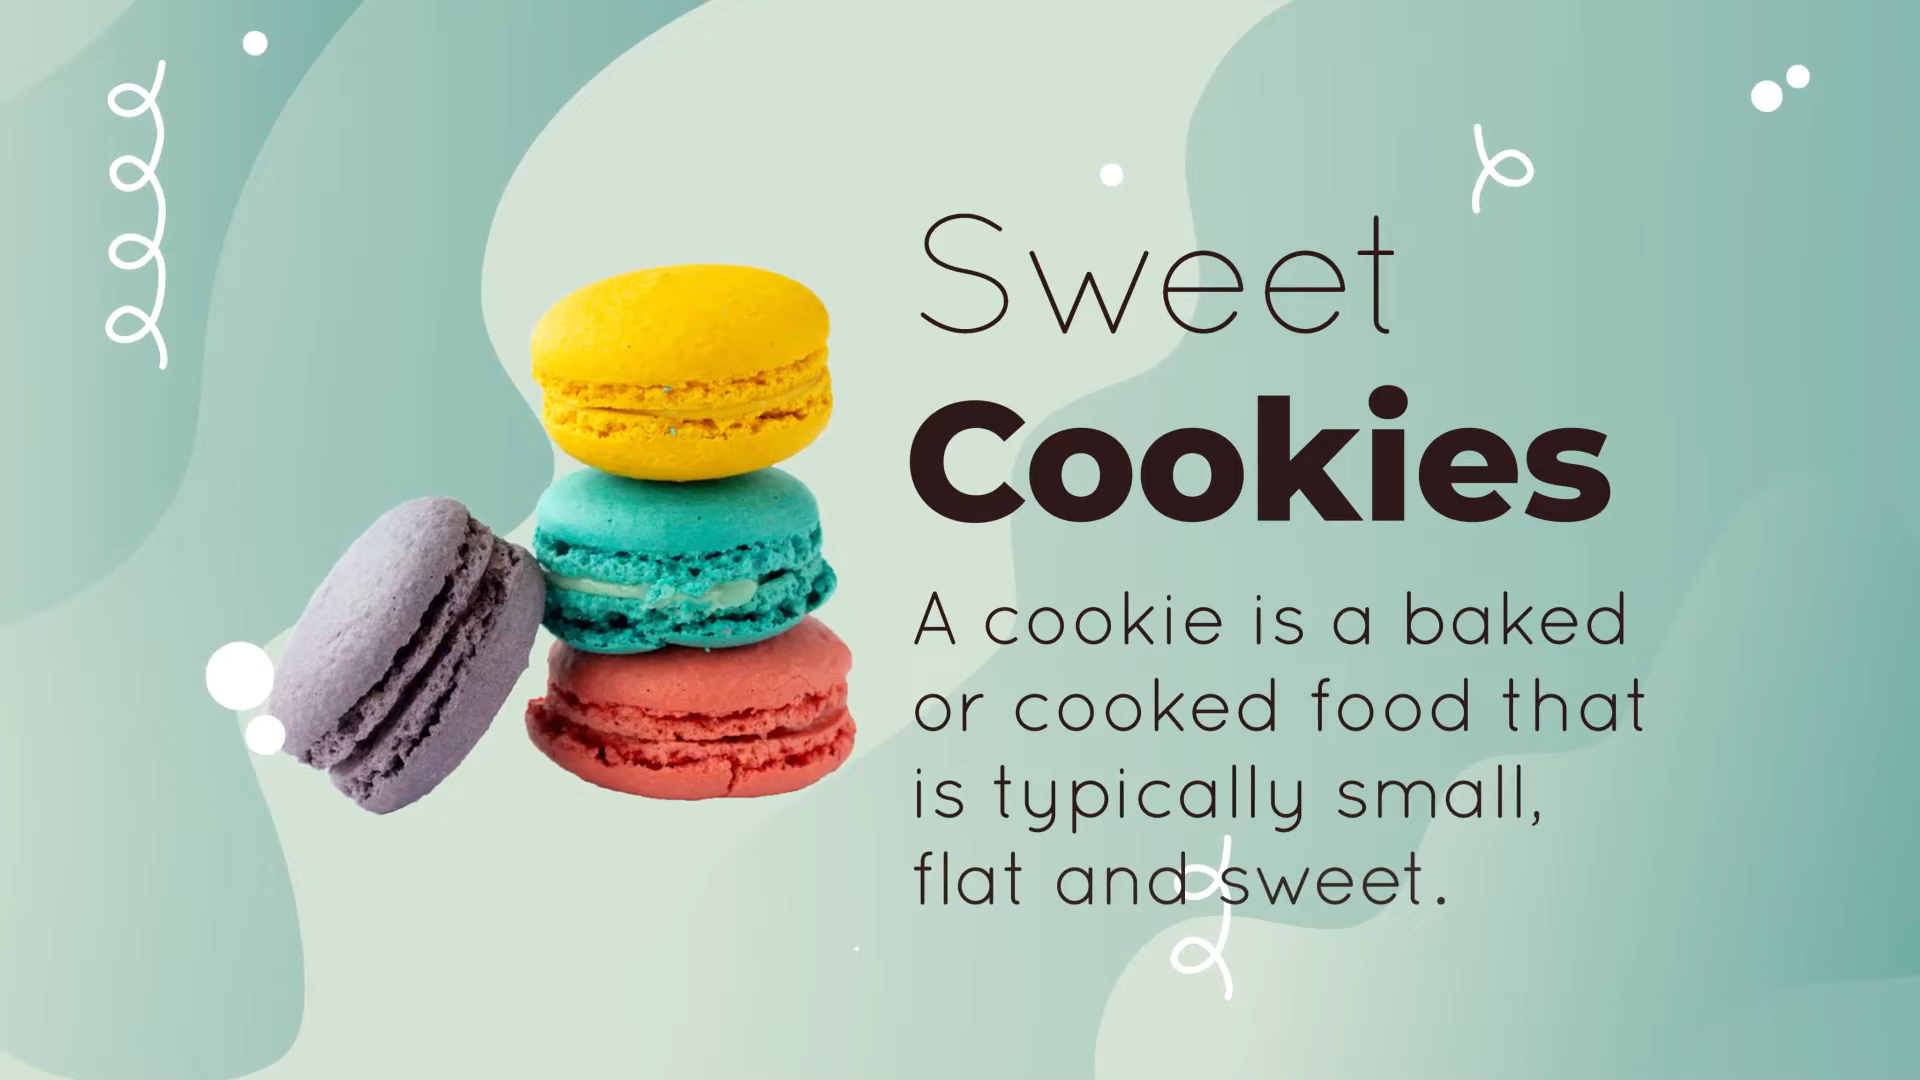 Sweet
Cookies
A cookie is a baked
or cooked food that
is typically small,
flat and sweet.